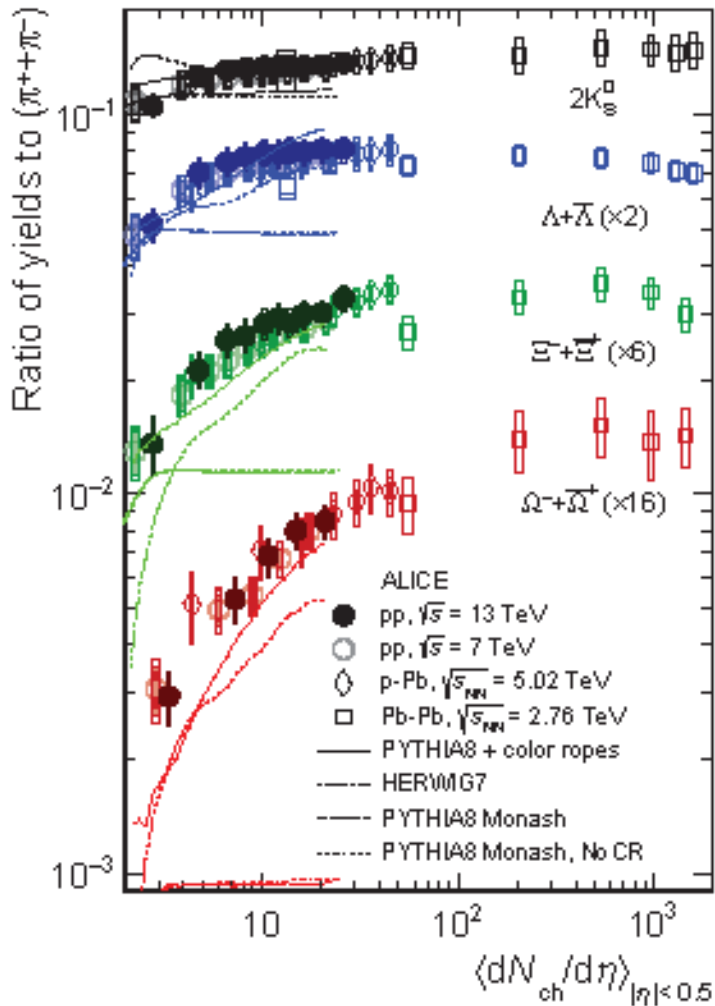 Ratio of yields to (π⁺+π⁻)
10⁻¹
2K⁰ₛ
Λ+Λ̅ (×2)
Ξ⁻+Ξ̅⁺ (×6)
10⁻²
Ω⁻+Ω̅⁺ (×16)
ALICE
pp, √s = 13 TeV
pp, √s = 7 TeV
p-Pb, √sNN = 5.02 TeV
Pb-Pb, √sNN = 2.76 TeV
PYTHIA8 + color ropes
HERWIG7
PYTHIA8 Monash
PYTHIA8 Monash, No CR
10⁻³
10 10² 10³
⟨dNch/dη⟩|η|< 0.5